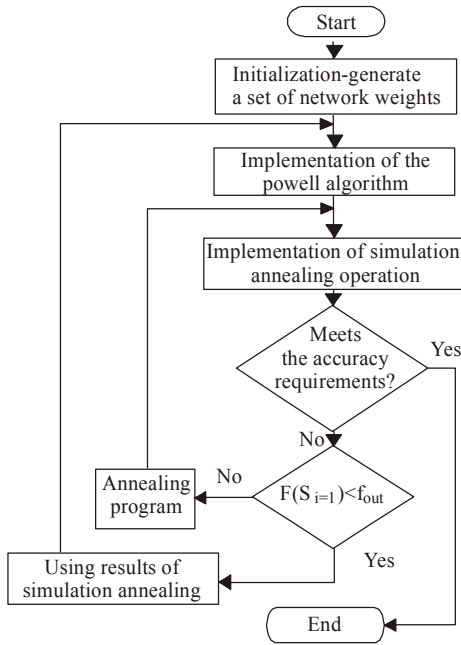 Start
Initialization-generate
a set of network weights
Implementation of the
powell algorithm
Implementation of simulation
annealing operation
Meets
the accuracy
requirements?
Yes
No
F(S i=1)<fout
No
Annealing
program
Yes
Using results of
simulation annealing
End